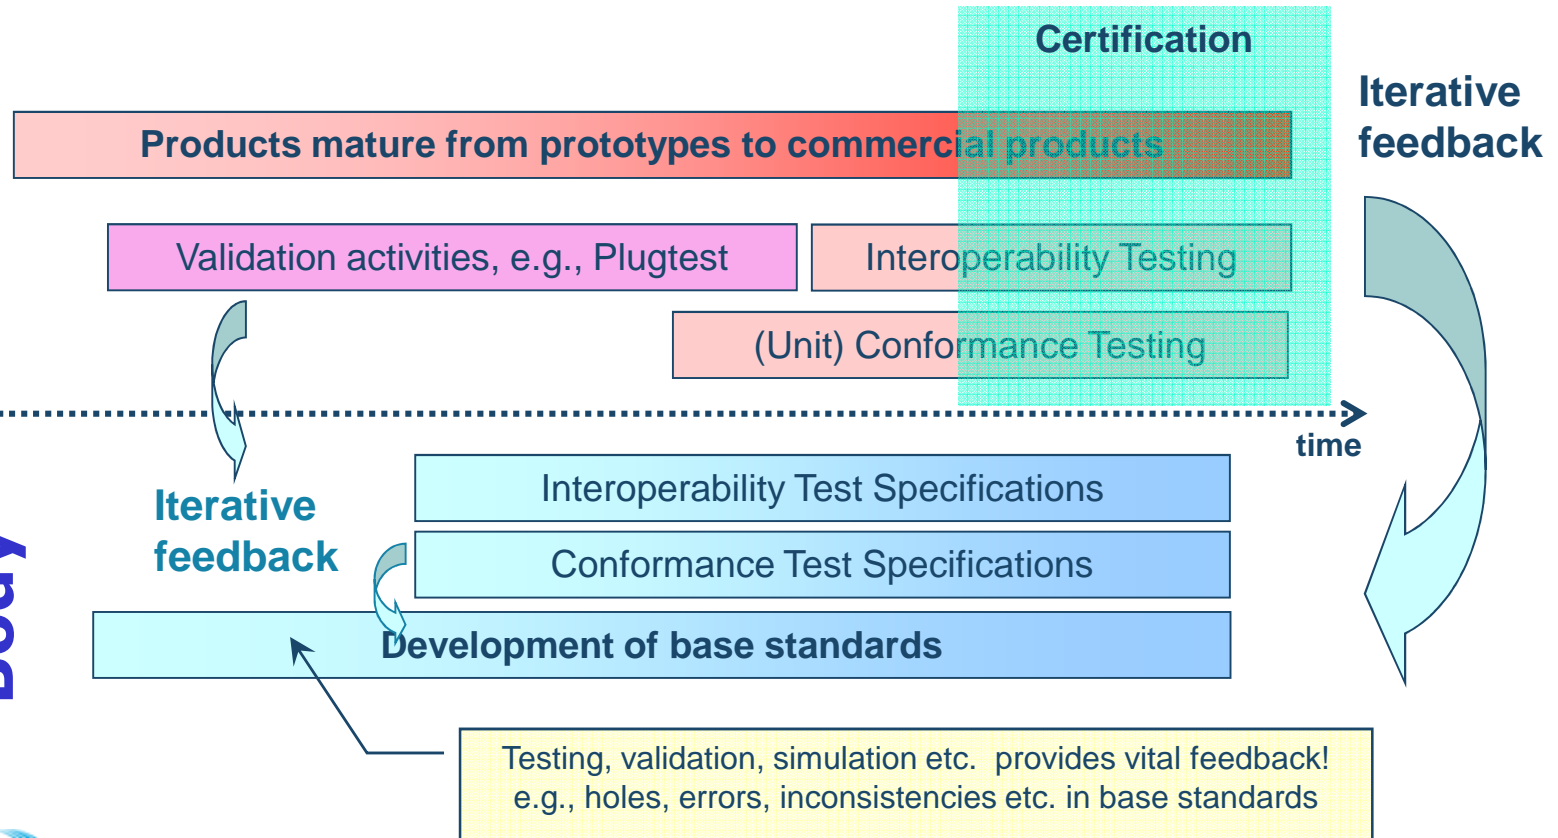 Certification
Iterative
feedback
Products mature from prototypes to commercial products
Validation activities, e.g., Plugtest
Interoperability Testing
(Unit) Conformance Testing
time
Interoperability Test Specifications
Iterative
feedback
Conformance Test Specifications
Body
Development of base standards
Testing, validation, simulation etc. provides vital feedback!
e.g., holes, errors, inconsistencies etc. in base standards